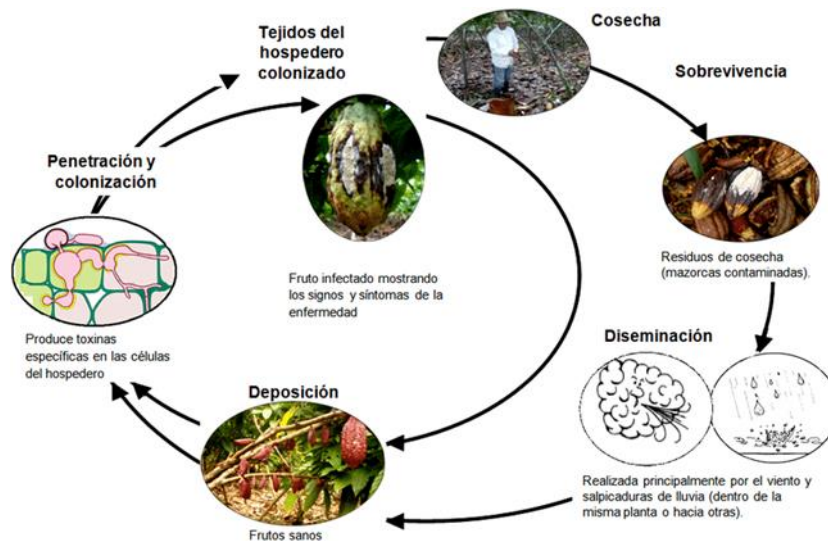 Cosecha
Tejidos del
hospedero
colonizado
Sobrevivencia
Penetración y
colonización
Residuos de cosecha
(mazorcas contaminadas).
Fruto infectado mostrando
los signos y síntomas de la
enfermedad
Diseminación
Produce toxinas
específicas en las células
del hospedero
Deposición
Realizada principalmente por el viento y
salpicaduras de lluvia (dentro de la
misma planta o hacia otras).
Frutos sanos